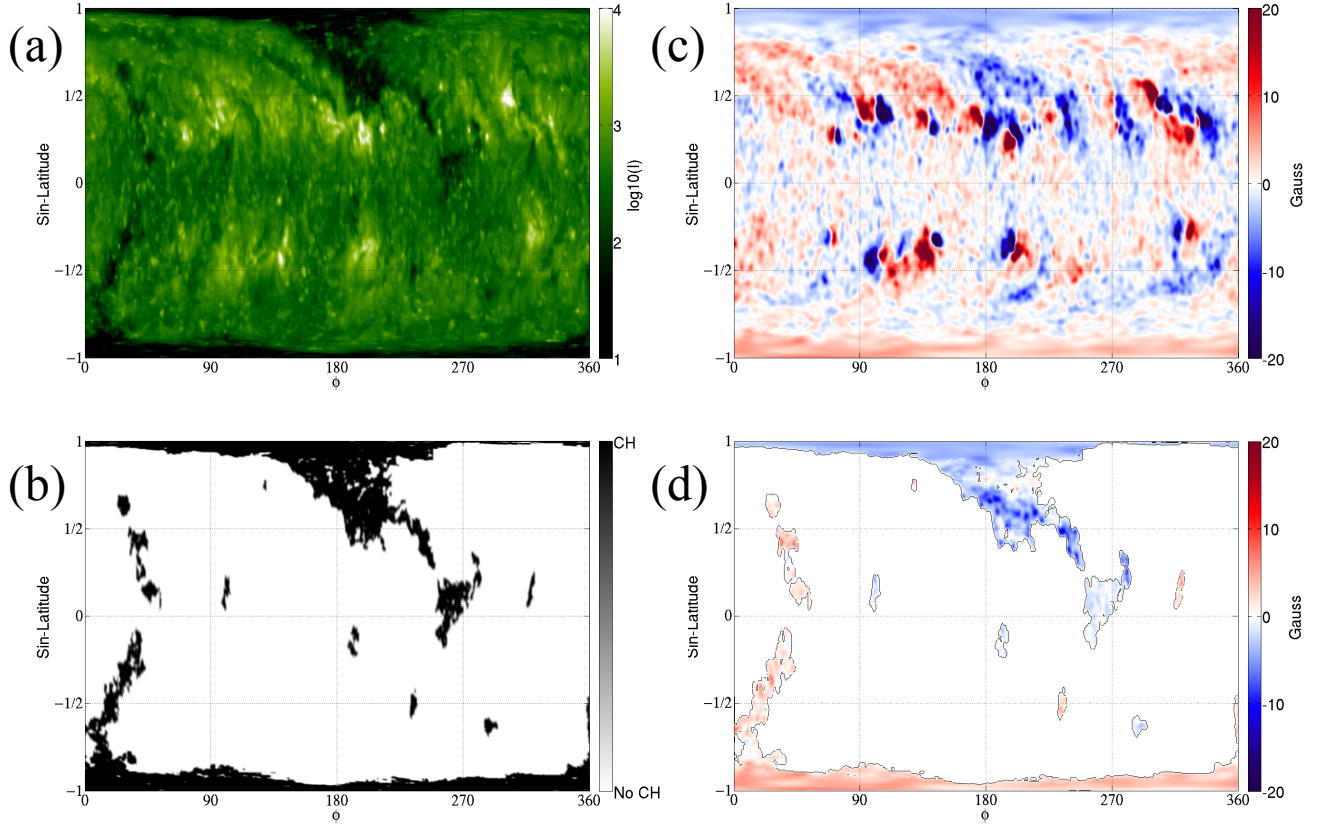 (a)
1
1/2
0
−1/2
−1
Sin-Latitude
0 90 180 270 360
ϕ
4
3
2
1
log10(I)
(c)
1
1/2
0
−1/2
−1
Sin-Latitude
0 90 180 270 360
ϕ
20
10
0
-10
-20
Gauss
(b)
1
1/2
0
−1/2
−1
Sin-Latitude
0 90 180 270 360
ϕ
CH
No CH
(d)
1
1/2
0
−1/2
−1
Sin-Latitude
0 90 180 270 360
ϕ
20
10
0
-10
-20
Gauss